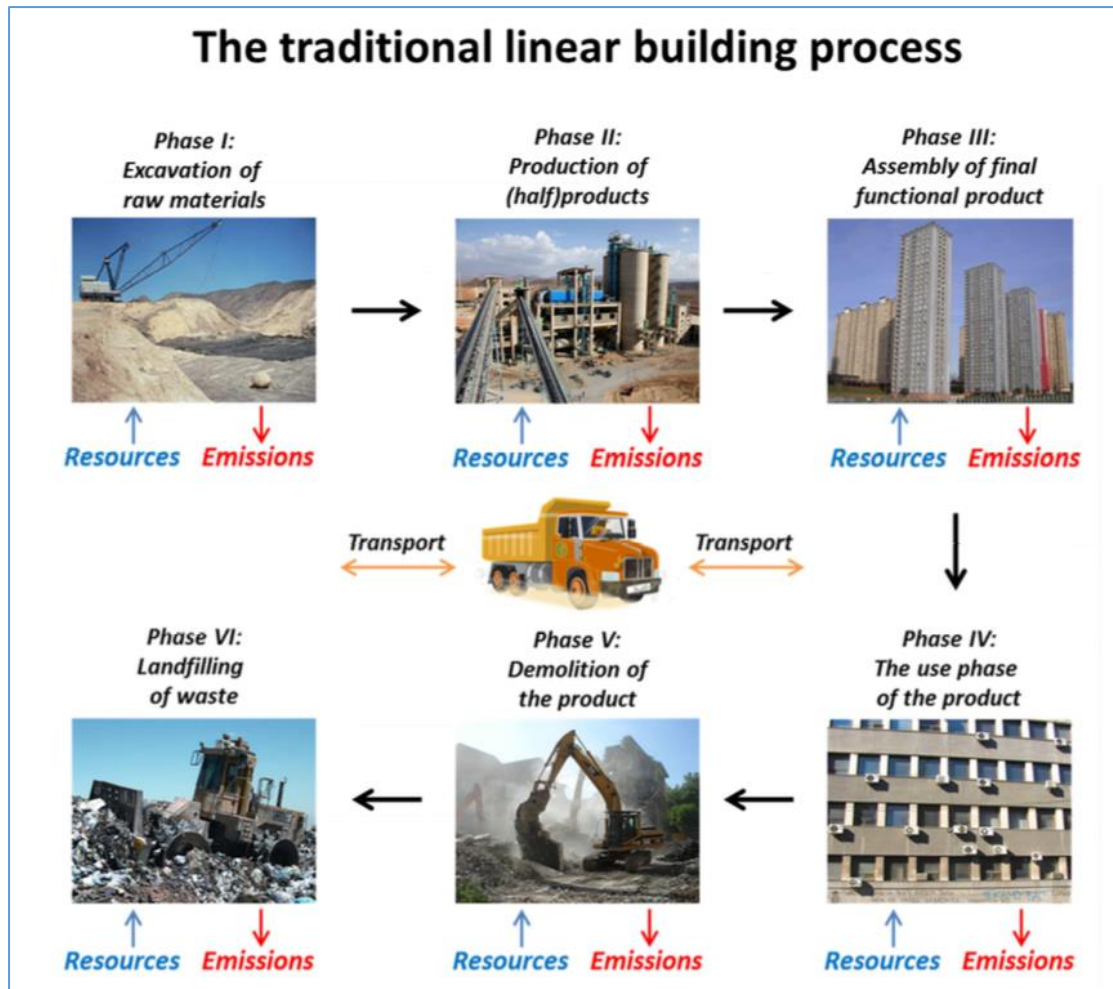 The traditional linear building process
Phase I:
Excavation of
raw materials
Phase II:
Production of
(half)products
Phase III:
Assembly of final
functional product
Resources Emissions
Resources Emissions
Resources Emissions
Transport
Transport
Phase VI:
Landfilling
of waste
Phase V:
Demolition of
the product
Phase IV:
The use phase
of the product
Resources Emissions
Resources Emissions
Resources Emissions